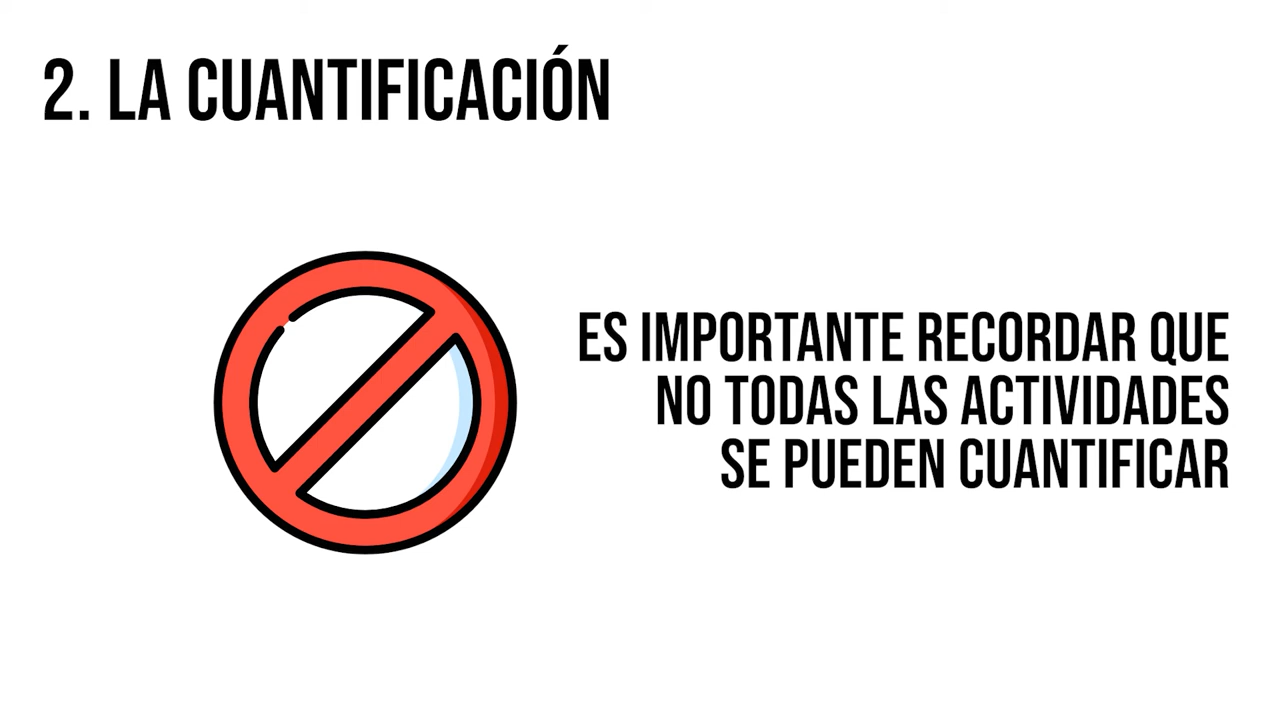 2. LA CUANTIFICACIÓN
ES IMPORTANTE RECORDAR QUE
NO TODAS LAS ACTIVIDADES
SE PUEDEN CUANTIFICAR